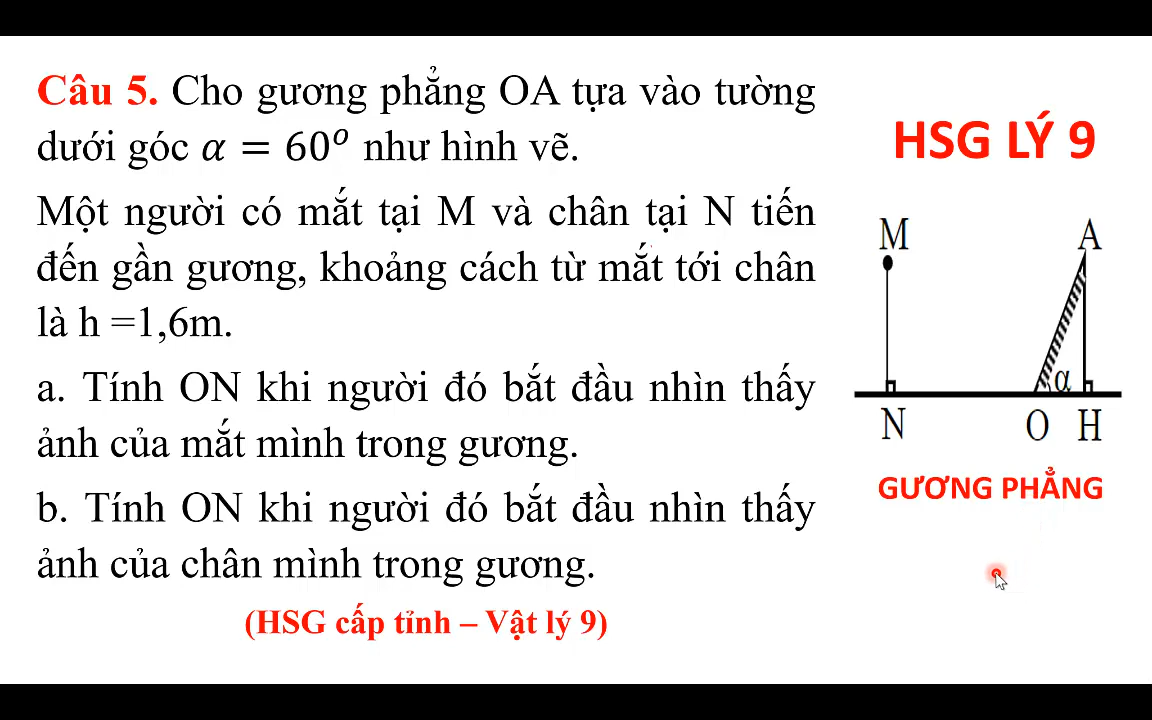 Câu 5. Cho gương phẳng OA tựa vào tường
dưới góc α = 60º như hình vẽ.
Một người có mắt tại M và chân tại N tiến
đến gần gương, khoảng cách từ mắt tới chân
là h =1,6m.
a. Tính ON khi người đó bắt đầu nhìn thấy
ảnh của mắt mình trong gương.
b. Tính ON khi người đó bắt đầu nhìn thấy
ảnh của chân mình trong gương.
(HSG cấp tỉnh – Vật lý 9)
HSG LÝ 9
M A
α
N O H
GƯƠNG PHẲNG